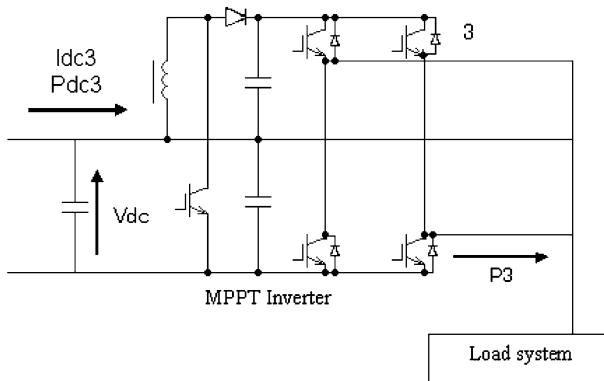 3
Idc3
Pdc3
Vdc
P3
MPPT Inverter
Load system